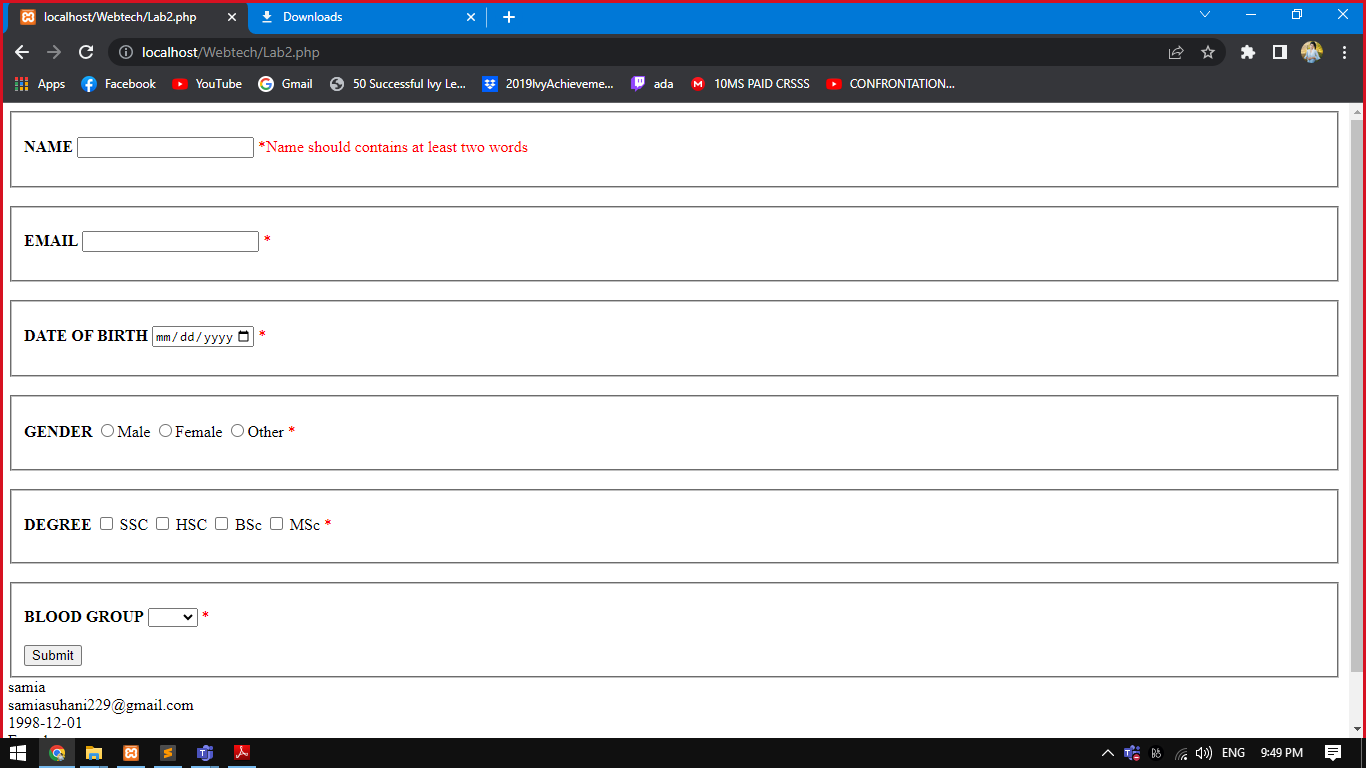 localhost/Webtech/Lab2.php
Downloads
localhost/Webtech/Lab2.php
Apps Facebook YouTube Gmail 50 Successful Ivy Le... 2019IvyAchieveme... ada 10MS PAID CRSSS CONFRONTATION...
NAME *Name should contains at least two words
EMAIL *
DATE OF BIRTH mm/dd/yyyy *
GENDER Male Female Other *
DEGREE SSC HSC BSc MSc *
BLOOD GROUP *
Submit
samia
samiasuhani229@gmail.com
1998-12-01
ENG 9:49 PM